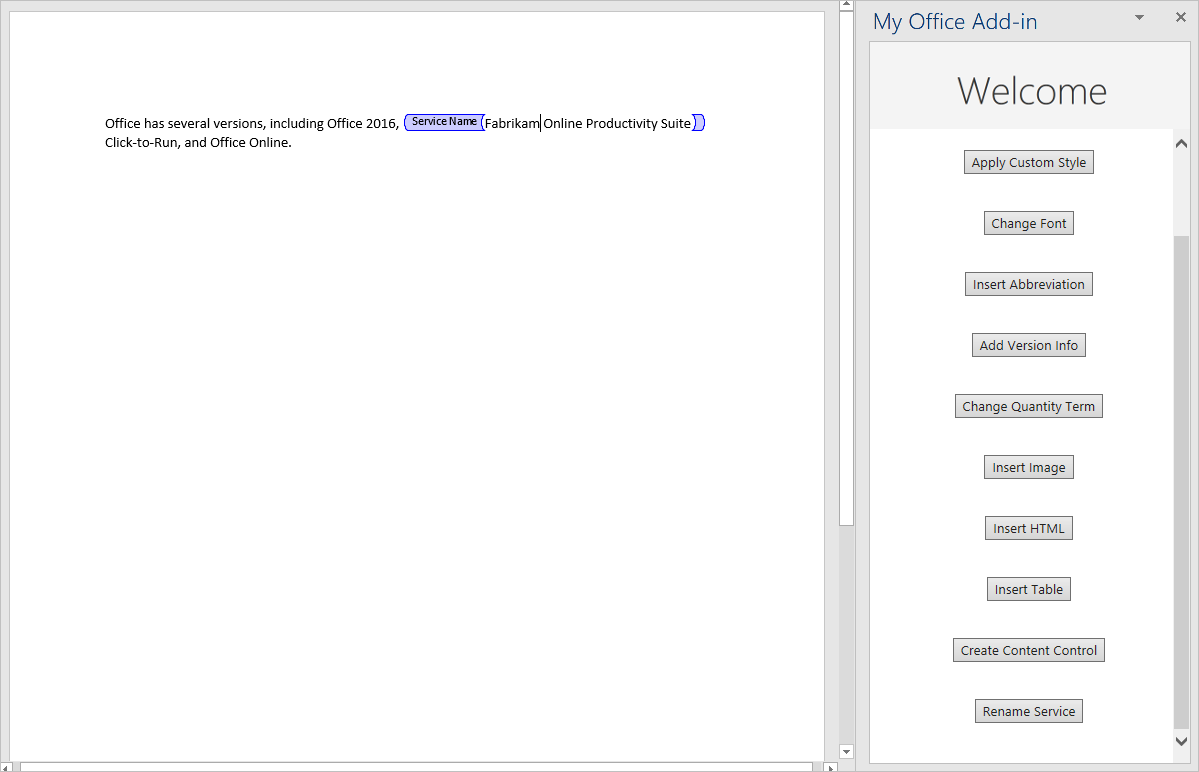 My Office Add-in
Welcome
Office has several versions, including Office 2016, Service Name Fabrikam Online Productivity Suite
Click-to-Run, and Office Online.
Apply Custom Style
Change Font
Insert Abbreviation
Add Version Info
Change Quantity Term
Insert Image
Insert HTML
Insert Table
Create Content Control
Rename Service